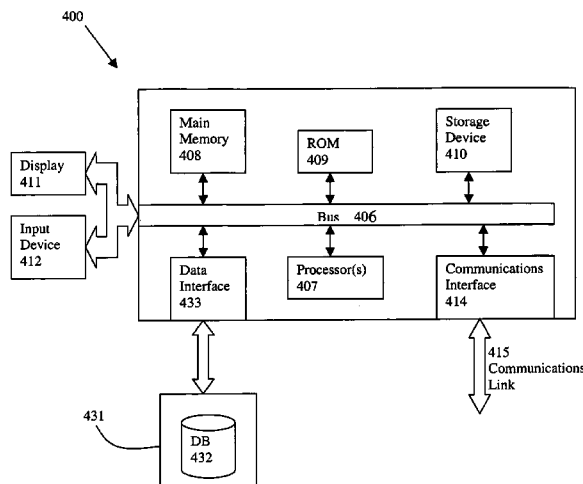 400
Main
Memory
408
ROM
409
Storage
Device
410
Display
411
Input
Device
412
Bus 406
Data
Interface
433
Processor(s)
407
Communications
Interface
414
415
Communications
Link
431
DB
432